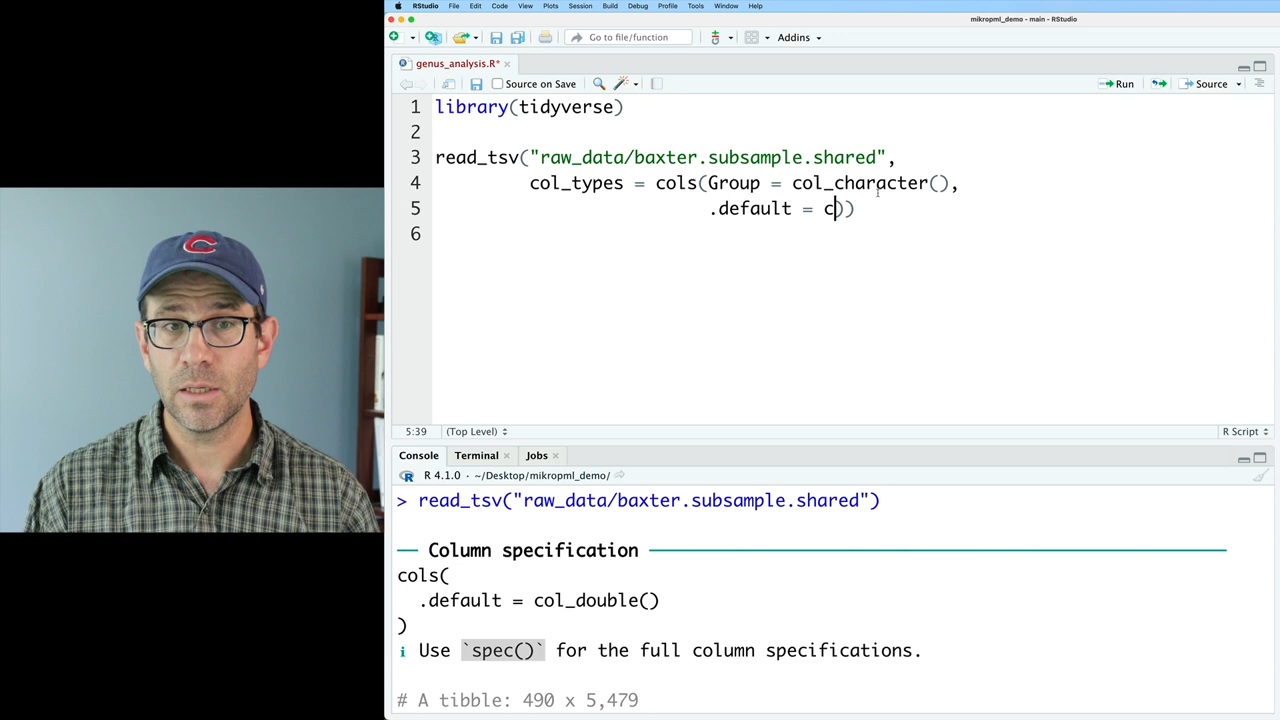 RStudio File Edit Code View Plots Session Build Debug Profile Tools Window Help
mikropml_demo - main - RStudio
Go to file/function Addins
genus_analysis.R*
Source on Save Run Source
1 library(tidyverse)
2
3 read_tsv("raw_data/baxter.subsample.shared",
4 col_types = cols(Group = col_character(),
5 .default = c))
6
5:39 (Top Level) R Script
Console Terminal Jobs
R 4.1.0 · ~/Desktop/mikropml_demo/
> read_tsv("raw_data/baxter.subsample.shared")
── Column specification ──
cols(
.default = col_double()
)
i Use `spec()` for the full column specifications.
# A tibble: 490 x 5,479
C